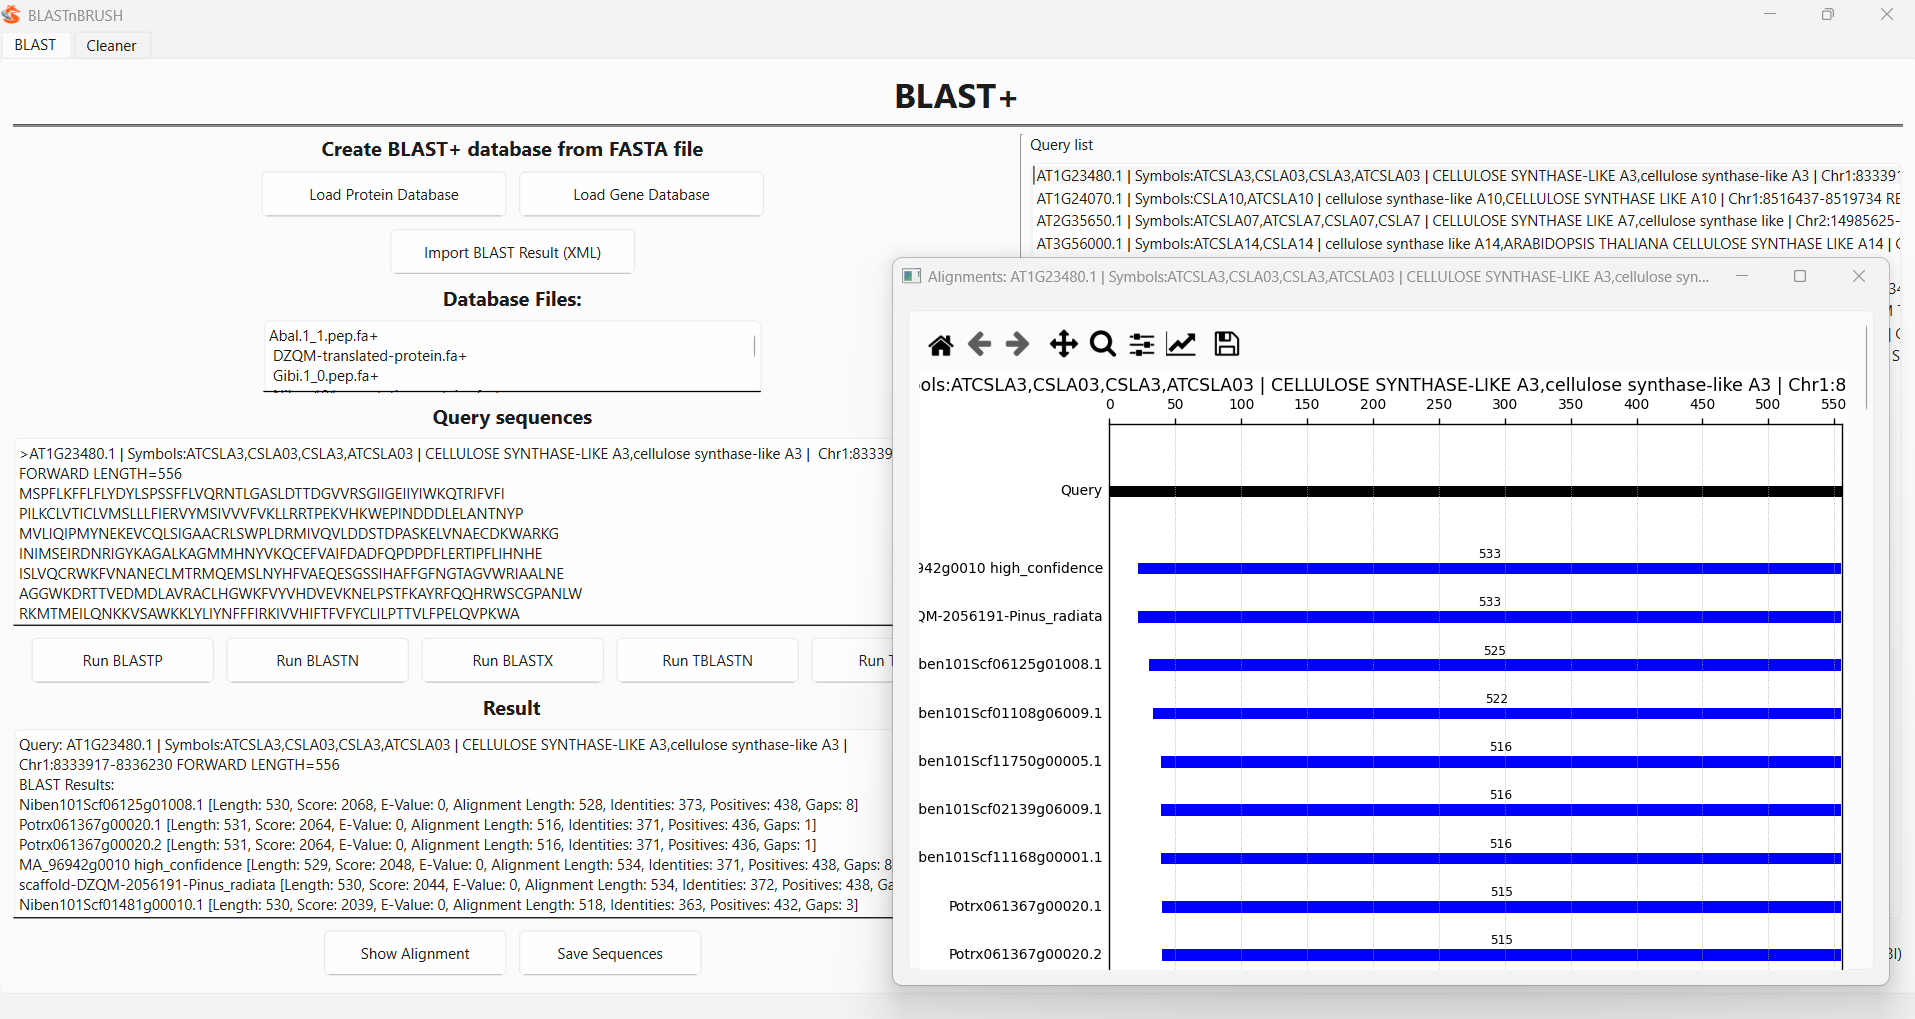 BLASTnBRUSH
BLAST
Cleaner
BLAST+
Create BLAST+ database from FASTA file
Load Protein Database
Load Gene Database
Import BLAST Result (XML)
Database Files:
Abal.1_1.pep.fa+
DZQM-translated-protein.fa+
Gibi.1_0.pep.fa+
Query sequences
>AT1G23480.1 | Symbols:ATCSLA3,CSLA03,CSLA3,ATCSLA03 | CELLULOSE SYNTHASE-LIKE A3,cellulose synthase-like A3 | Chr1:83339
FORWARD LENGTH=556
MSPFLKFFLFLYDYLSPSSFFLVQRNTLGASLDTTDGVVRSGIIGEIIYIWKQTRIFVFI
PILKCLVTICLVMSLLLFIERVYMSIVVVFVKLLRRTPEKVHKWEPINDDDLELANTNYP
MVLIQIPMYNEKEVCQLSIGAACRLSWPLDRMIVQVLDDSTDPASKELVNAECDKWARKG
INIMSEIRDNRIGYKAGALKAGMMHNYVKQCEFVAIFDADFQPDPDFLERTIPFLIHNHE
ISLVQCRWKFVNANECLMTRMQEMSLNYHFVAEQESGSSIHAFFGFNGTAGVWRIAALNE
AGGWKDRTTVEDMDLAVRACLHGWKFVYVHDVEVKNELPSTFKAYRFQQHRWSCGPANLW
RKMTMEILQNKKVSAWKKLYLIYNFFFIRKIVVHIFTFVFYCLILPTTVLFPELQVPKWA
Run BLASTP
Run BLASTN
Run BLASTX
Run TBLASTN
Run
Result
Query: AT1G23480.1 | Symbols:ATCSLA3,CSLA03,CSLA3,ATCSLA03 | CELLULOSE SYNTHASE-LIKE A3,cellulose synthase-like A3 |
Chr1:8333917-8336230 FORWARD LENGTH=556
BLAST Results:
Niben101Scf06125g01008.1 [Length: 530, Score: 2068, E-Value: 0, Alignment Length: 528, Identities: 373, Positives: 438, Gaps: 8]
Potrx061367g00020.1 [Length: 531, Score: 2064, E-Value: 0, Alignment Length: 516, Identities: 371, Positives: 436, Gaps: 1]
Potrx061367g00020.2 [Length: 531, Score: 2064, E-Value: 0, Alignment Length: 516, Identities: 371, Positives: 436, Gaps: 1]
MA_96942g0010 high_confidence [Length: 529, Score: 2048, E-Value: 0, Alignment Length: 534, Identities: 371, Positives: 438, Gaps: 8
scaffold-DZQM-2056191-Pinus_radiata [Length: 530, Score: 2044, E-Value: 0, Alignment Length: 534, Identities: 372, Positives: 438, Ga
Niben101Scf01481g00010.1 [Length: 530, Score: 2039, E-Value: 0, Alignment Length: 518, Identities: 363, Positives: 432, Gaps: 3]
Show Alignment
Save Sequences
Query list
AT1G23480.1 | Symbols:ATCSLA3,CSLA03,CSLA3,ATCSLA03 | CELLULOSE SYNTHASE-LIKE A3,cellulose synthase-like A3 | Chr1:83339
AT1G24070.1 | Symbols:CSLA10,ATCSLA10 | cellulose synthase-like A10,CELLULOSE SYNTHASE LIKE A10 | Chr1:8516437-8519734 RE
AT2G35650.1 | Symbols:ATCSLA07,ATCSLA7,CSLA07,CSLA7 | CELLULOSE SYNTHASE LIKE A7,cellulose synthase like | Chr2:14985625-
AT3G56000.1 | Symbols:ATCSLA14,CSLA14 | cellulose synthase like A14,ARABIDOPSIS THALIANA CELLULOSE SYNTHASE LIKE A14 |
Alignments: AT1G23480.1 | Symbols:ATCSLA3,CSLA03,CSLA3,ATCSLA03 | CELLULOSE SYNTHASE-LIKE A3,cellulose syn...
ols:ATCSLA3,CSLA03,CSLA3,ATCSLA03 | CELLULOSE SYNTHASE-LIKE A3,cellulose synthase-like A3 | Chr1:8
0 50 100 150 200 250 300 350 400 450 500 550
Query
533
942g0010 high_confidence
533
QM-2056191-Pinus_radiata
525
ben101Scf06125g01008.1
522
ben101Scf01108g06009.1
516
ben101Scf11750g00005.1
516
ben101Scf02139g06009.1
516
ben101Scf11168g00001.1
515
Potrx061367g00020.1
515
Potrx061367g00020.2